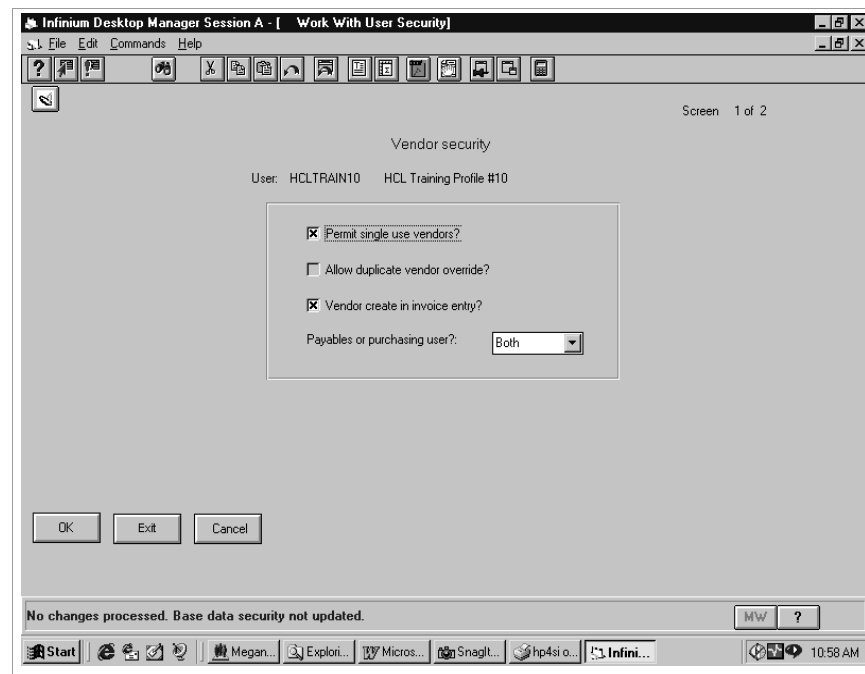 Infinium Desktop Manager Session A - [ Work With User Security]
File Edit Commands Help
Screen 1 of 2
Vendor security
User: HCLTRAIN10 HCL Training Profile #10
Permit single use vendors?
Allow duplicate vendor override?
Vendor create in invoice entry?
Payables or purchasing user?: Both
OK Exit Cancel
No changes processed. Base data security not updated.
MW ?
Start Megan... Explori... Micros... SnagIt... hp4si o... Infini... 10:58 AM